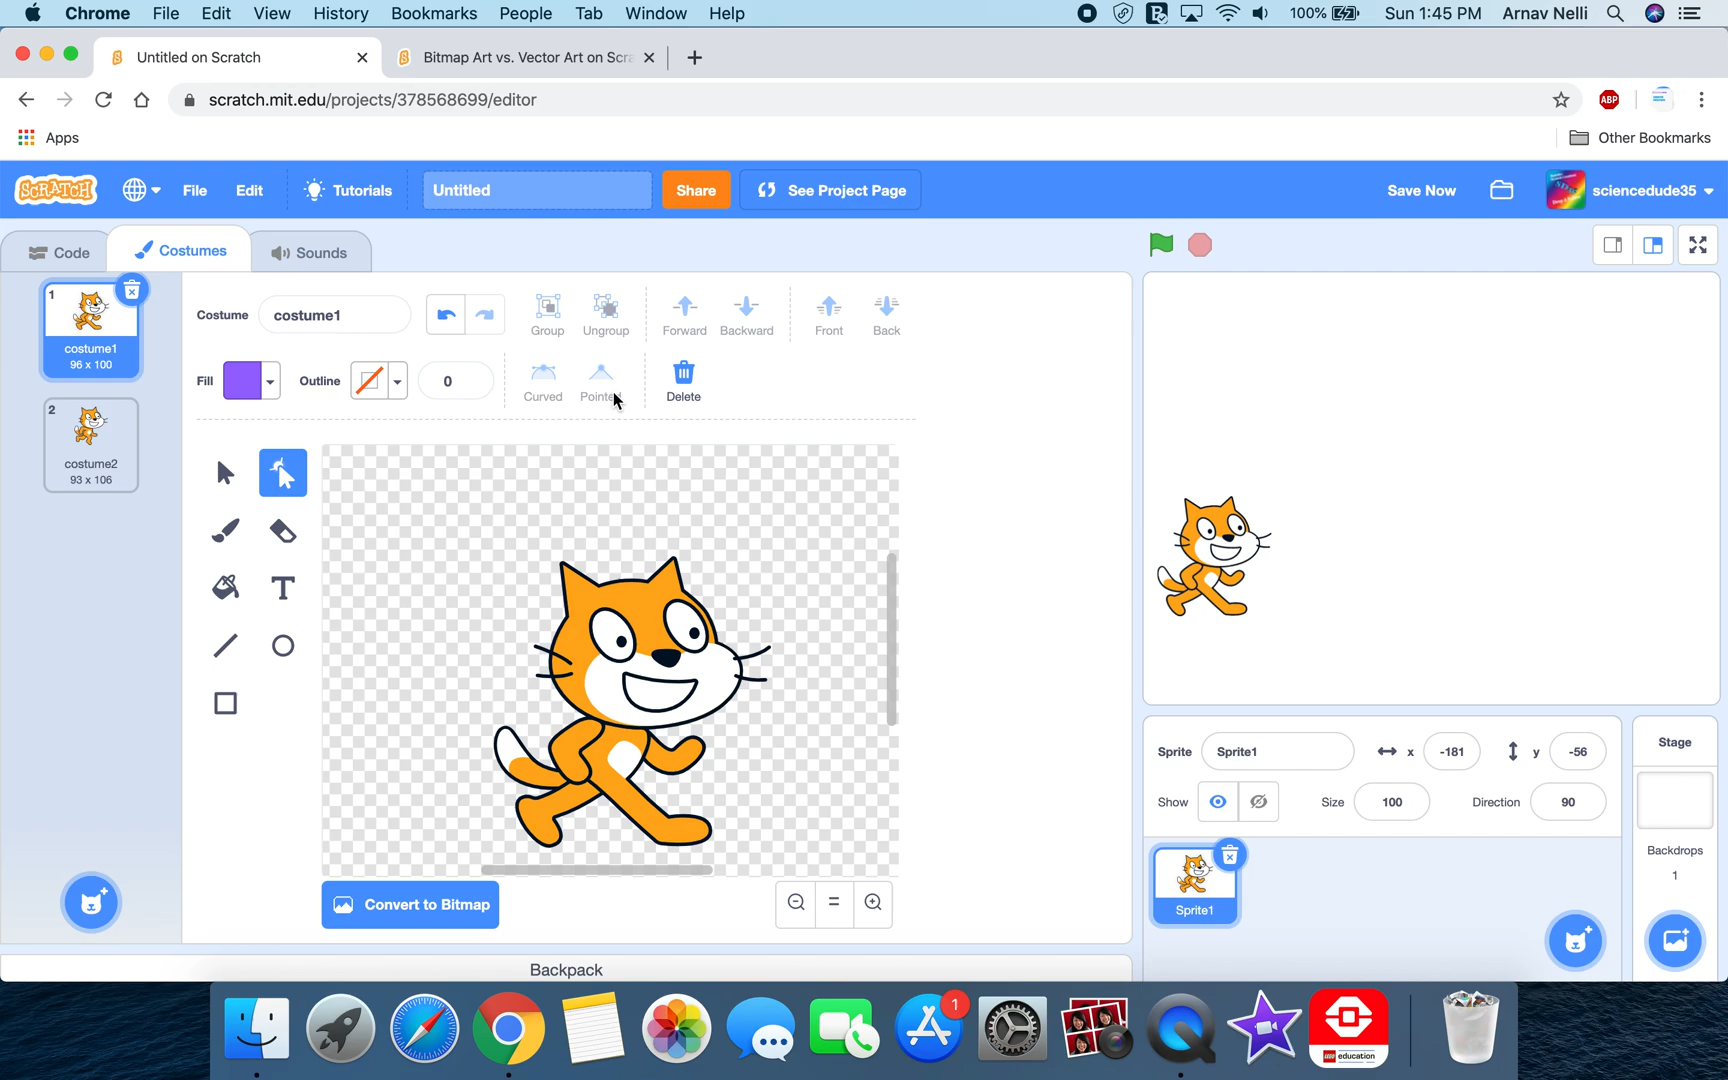 Chrome File Edit View History Bookmarks People Tab Window Help 100% Sun 1:45 PM Arnav Nelli
Untitled on Scratch Bitmap Art vs. Vector Art on Scra
scratch.mit.edu/projects/378568699/editor ABP
Apps Other Bookmarks
SCRATCH File Edit Tutorials Untitled Share See Project Page Save Now sciencedude35
Code Costumes Sounds
1
costume1
96 x 100
2
costume2
93 x 106
Costume costume1 Group Ungroup Forward Backward Front Back
Fill Outline 0 Curved Pointed Delete
T
Convert to Bitmap
Backpack
Sprite Sprite1 x -181 y -56
Show Size 100 Direction 90
Sprite1
Stage
Backdrops
1
1
education